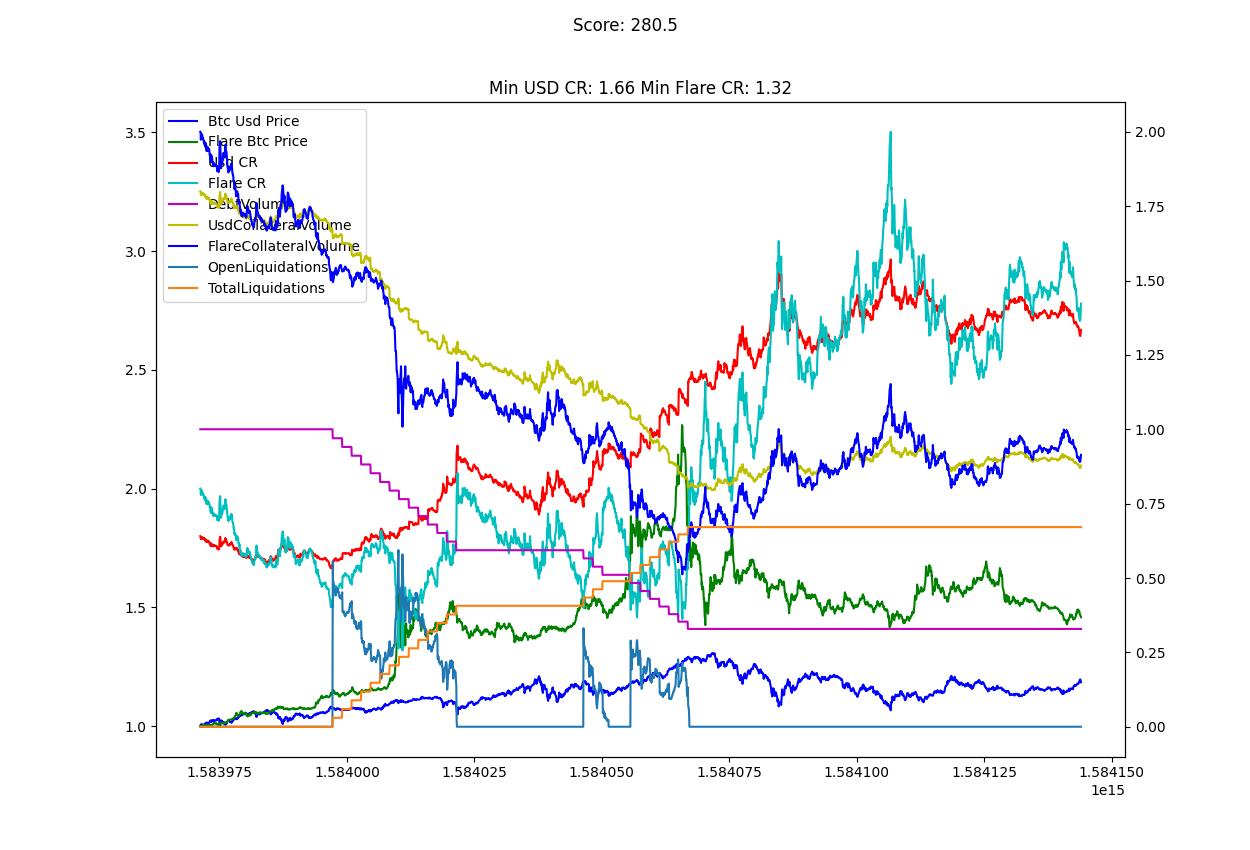 Score: 280.5
Min USD CR: 1.66 Min Flare CR: 1.32
Btc Usd Price
Flare Btc Price
Usd CR
Flare CR
DebtVolume
UsdCollateralVolume
FlareCollateralVolume
OpenLiquidations
TotalLiquidations
3.5
3.0
2.5
2.0
1.5
1.0
2.00
1.75
1.50
1.25
1.00
0.75
0.50
0.25
0.00
1.583975 1.584000 1.584025 1.584050 1.584075 1.584100 1.584125 1.584150
1e15